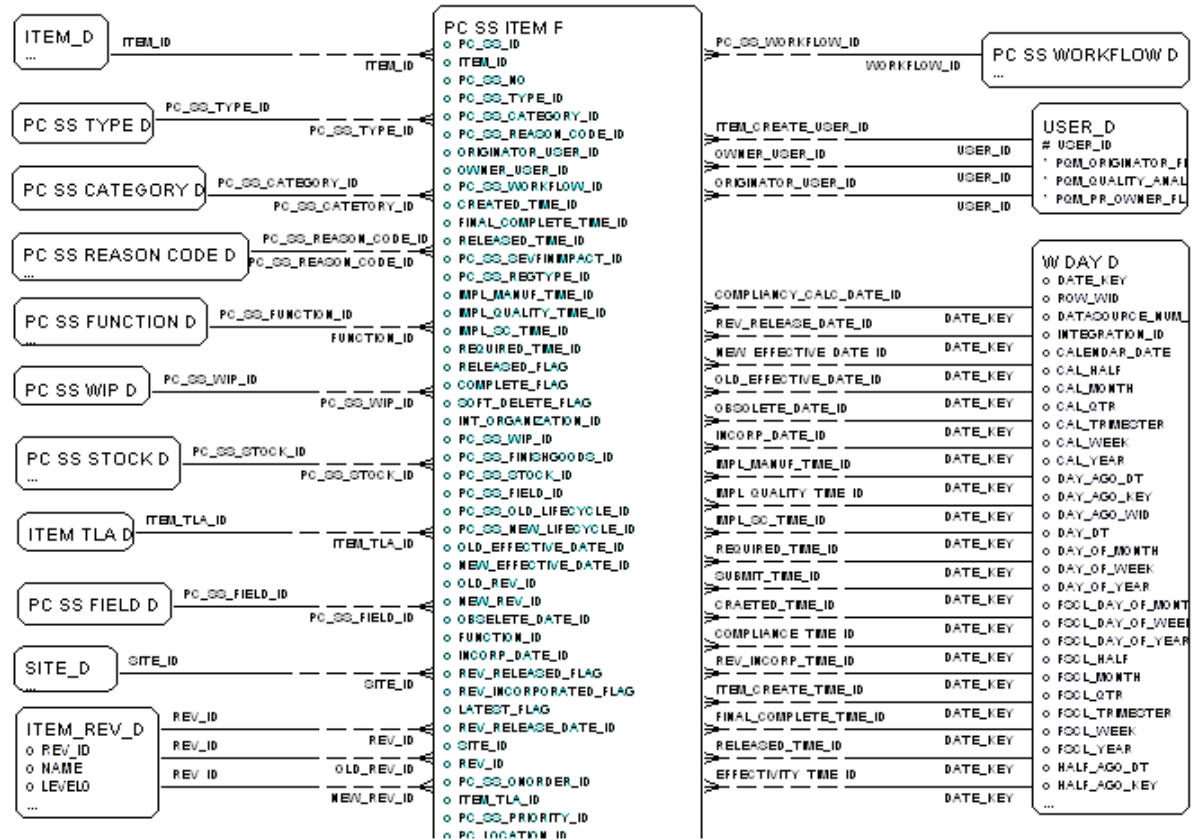 ITEM_D
...
ITEM_ID
ITEM_ID
PC SS TYPE D
PC_SS_TYPE_ID
PC_SS_TYPE_ID
PC SS CATEGORY D
PC_SS_CATEGORY_ID
PC_SS_CATETORY_ID
PC SS REASON CODE D
...
PC_SS_REASON_CODE_ID
PC_SS_REASON_CODE_ID
PC SS FUNCTION D
...
PC_SS_FUNCTION_ID
FUNCTION_ID
PC SS WIP D
PC_SS_WIP_ID
PC_SS_WIP_ID
PC SS STOCK D
...
PC_SS_STOCK_ID
PC_SS_STOCK_ID
ITEM TLA D
ITEM_TLA_ID
ITEM_TLA_ID
PC SS FIELD D
PC_SS_FIELD_ID
PC_SS_FIELD_ID
SITE_D
...
SITE_ID
SITE_ID
ITEM_REV_D
o REV_ID
o NAME
o LEVEL0
...
REV_ID
REV_ID
REV_ID
OLD_REV_ID
REV_ID
NEW_REV_ID
PC SS ITEM F
o PC_SS_ID
o ITEM_ID
o PC_SS_NO
o PC_SS_TYPE_ID
o PC_SS_CATEGORY_ID
o PC_SS_REASON_CODE_ID
o ORIGINATOR_USER_ID
o OWNER_USER_ID
o PC_SS_WORKFLOW_ID
o CREATED_TIME_ID
o FINAL_COMPLETE_TIME_ID
o RELEASED_TIME_ID
o PC_SS_SEVFINIMPACT_ID
o PC_SS_REGTYPE_ID
o IMPL_MANUF_TIME_ID
o IMPL_QUALITY_TIME_ID
o IMPL_SC_TIME_ID
o REQUIRED_TIME_ID
o RELEASED_FLAG
o COMPLETE_FLAG
o SOFT_DELETE_FLAG
o INT_ORGANIZATION_ID
o PC_SS_WIP_ID
o PC_SS_FINISHGOODS_ID
o PC_SS_STOCK_ID
o PC_SS_FIELD_ID
o PC_SS_OLD_LIFECYCLE_ID
o PC_SS_NEW_LIFECYCLE_ID
o OLD_EFFECTIVE_DATE_ID
o NEW_EFFECTIVE_DATE_ID
o OLD_REV_ID
o NEW_REV_ID
o OBSELETE_DATE_ID
o FUNCTION_ID
o INCORP_DATE_ID
o REV_RELEASED_FLAG
o REV_INCORPORATED_FLAG
o LATEST_FLAG
o REV_RELEASE_DATE_ID
o SITE_ID
o REV_ID
o PC_SS_ONORDER_ID
o ITEM_TLA_ID
o PC_SS_PRIORITY_ID
o PC_LOCATION_ID
PC_SS_WORKFLOW_ID
WORKFLOW_ID
PC SS WORKFLOW D
...
ITEM_CREATE_USER_ID
USER_ID
OWNER_USER_ID
USER_ID
ORIGINATOR_USER_ID
USER_ID
USER_D
# USER_ID
* PQM_ORIGINATOR_FL
* PQM_QUALITY_ANAL
* PQM_PR_OWNER_FL
COMPLIANCY_CALC_DATE_ID
DATE_KEY
REV_RELEASE_DATE_ID
DATE_KEY
NEW_EFFECTIVE_DATE_ID
DATE_KEY
OLD_EFFECTIVE_DATE_ID
DATE_KEY
OBSOLETE_DATE_ID
DATE_KEY
INCORP_DATE_ID
DATE_KEY
IMPL_MANUF_TIME_ID
DATE_KEY
IMPL_QUALITY_TIME_ID
DATE_KEY
IMPL_SC_TIME_ID
DATE_KEY
REQUIRED_TIME_ID
DATE_KEY
SUBMIT_TIME_ID
DATE_KEY
CRAETED_TIME_ID
DATE_KEY
COMPLIANCE_TIME_ID
DATE_KEY
REV_INCORP_TIME_ID
DATE_KEY
ITEM_CREATE_TIME_ID
DATE_KEY
FINAL_COMPLETE_TIME_ID
DATE_KEY
RELEASED_TIME_ID
DATE_KEY
EFFECTIVITY_TIME_ID
DATE_KEY
W DAY D
o DATE_KEY
o ROW_WID
o DATASOURCE_NUM_
o INTEGRATION_ID
o CALENDAR_DATE
o CAL_HALF
o CAL_MONTH
o CAL_QTR
o CAL_TRIMESTER
o CAL_WEEK
o CAL_YEAR
o DAY_AGO_DT
o DAY_AGO_KEY
o DAY_AGO_WID
o DAY_DT
o DAY_OF_MONTH
o DAY_OF_WEEK
o DAY_OF_YEAR
o FSCL_DAY_OF_MONT
o FSCL_DAY_OF_WEEK
o FSCL_DAY_OF_YEAR
o FSCL_HALF
o FSCL_MONTH
o FSCL_QTR
o FSCL_TRIMESTER
o FSCL_WEEK
o FSCL_YEAR
o HALF_AGO_DT
o HALF_AGO_KEY
...